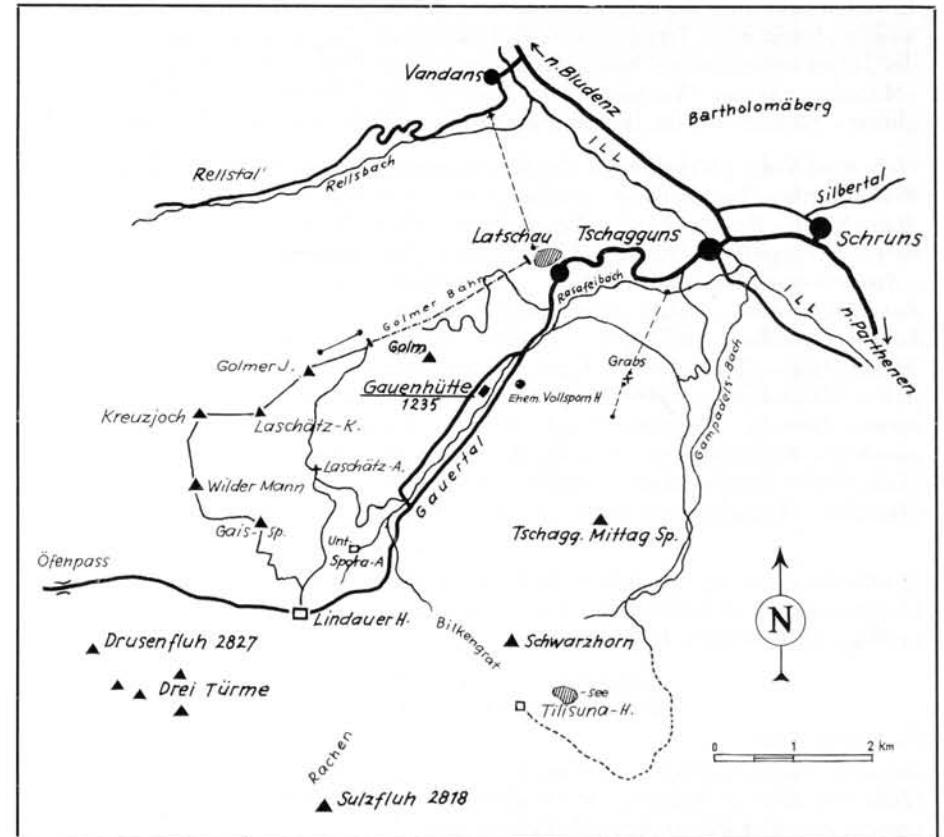 Vandans
← n. Bludenz
Bartholomäberg
ILL
Rellstal
Rellsbach
Silbertal
Latschau
Tschagguns
Schruns
Rasafeibach
Golmer Bahn
ILL
n. Parthenen
Golm
Grabs
Golmer J.
Gauenhütte
1235
Ehem. Vollsporn H
Gampadels-Bach
Kreuzjoch
Laschätz-K.
Gauertal
Laschätz-A.
Wilder Mann
Gais-Sp.
Unt.
Spora-A
Tschagg. Mittag Sp.
Öfenpass
Lindauer H.
N
Bilkengrat
Drusenfluh 2827
Schwarzhorn
Drei Türme
-see
Tilisuna-H.
0 1 2 km
Rachen
Sulzfluh 2818